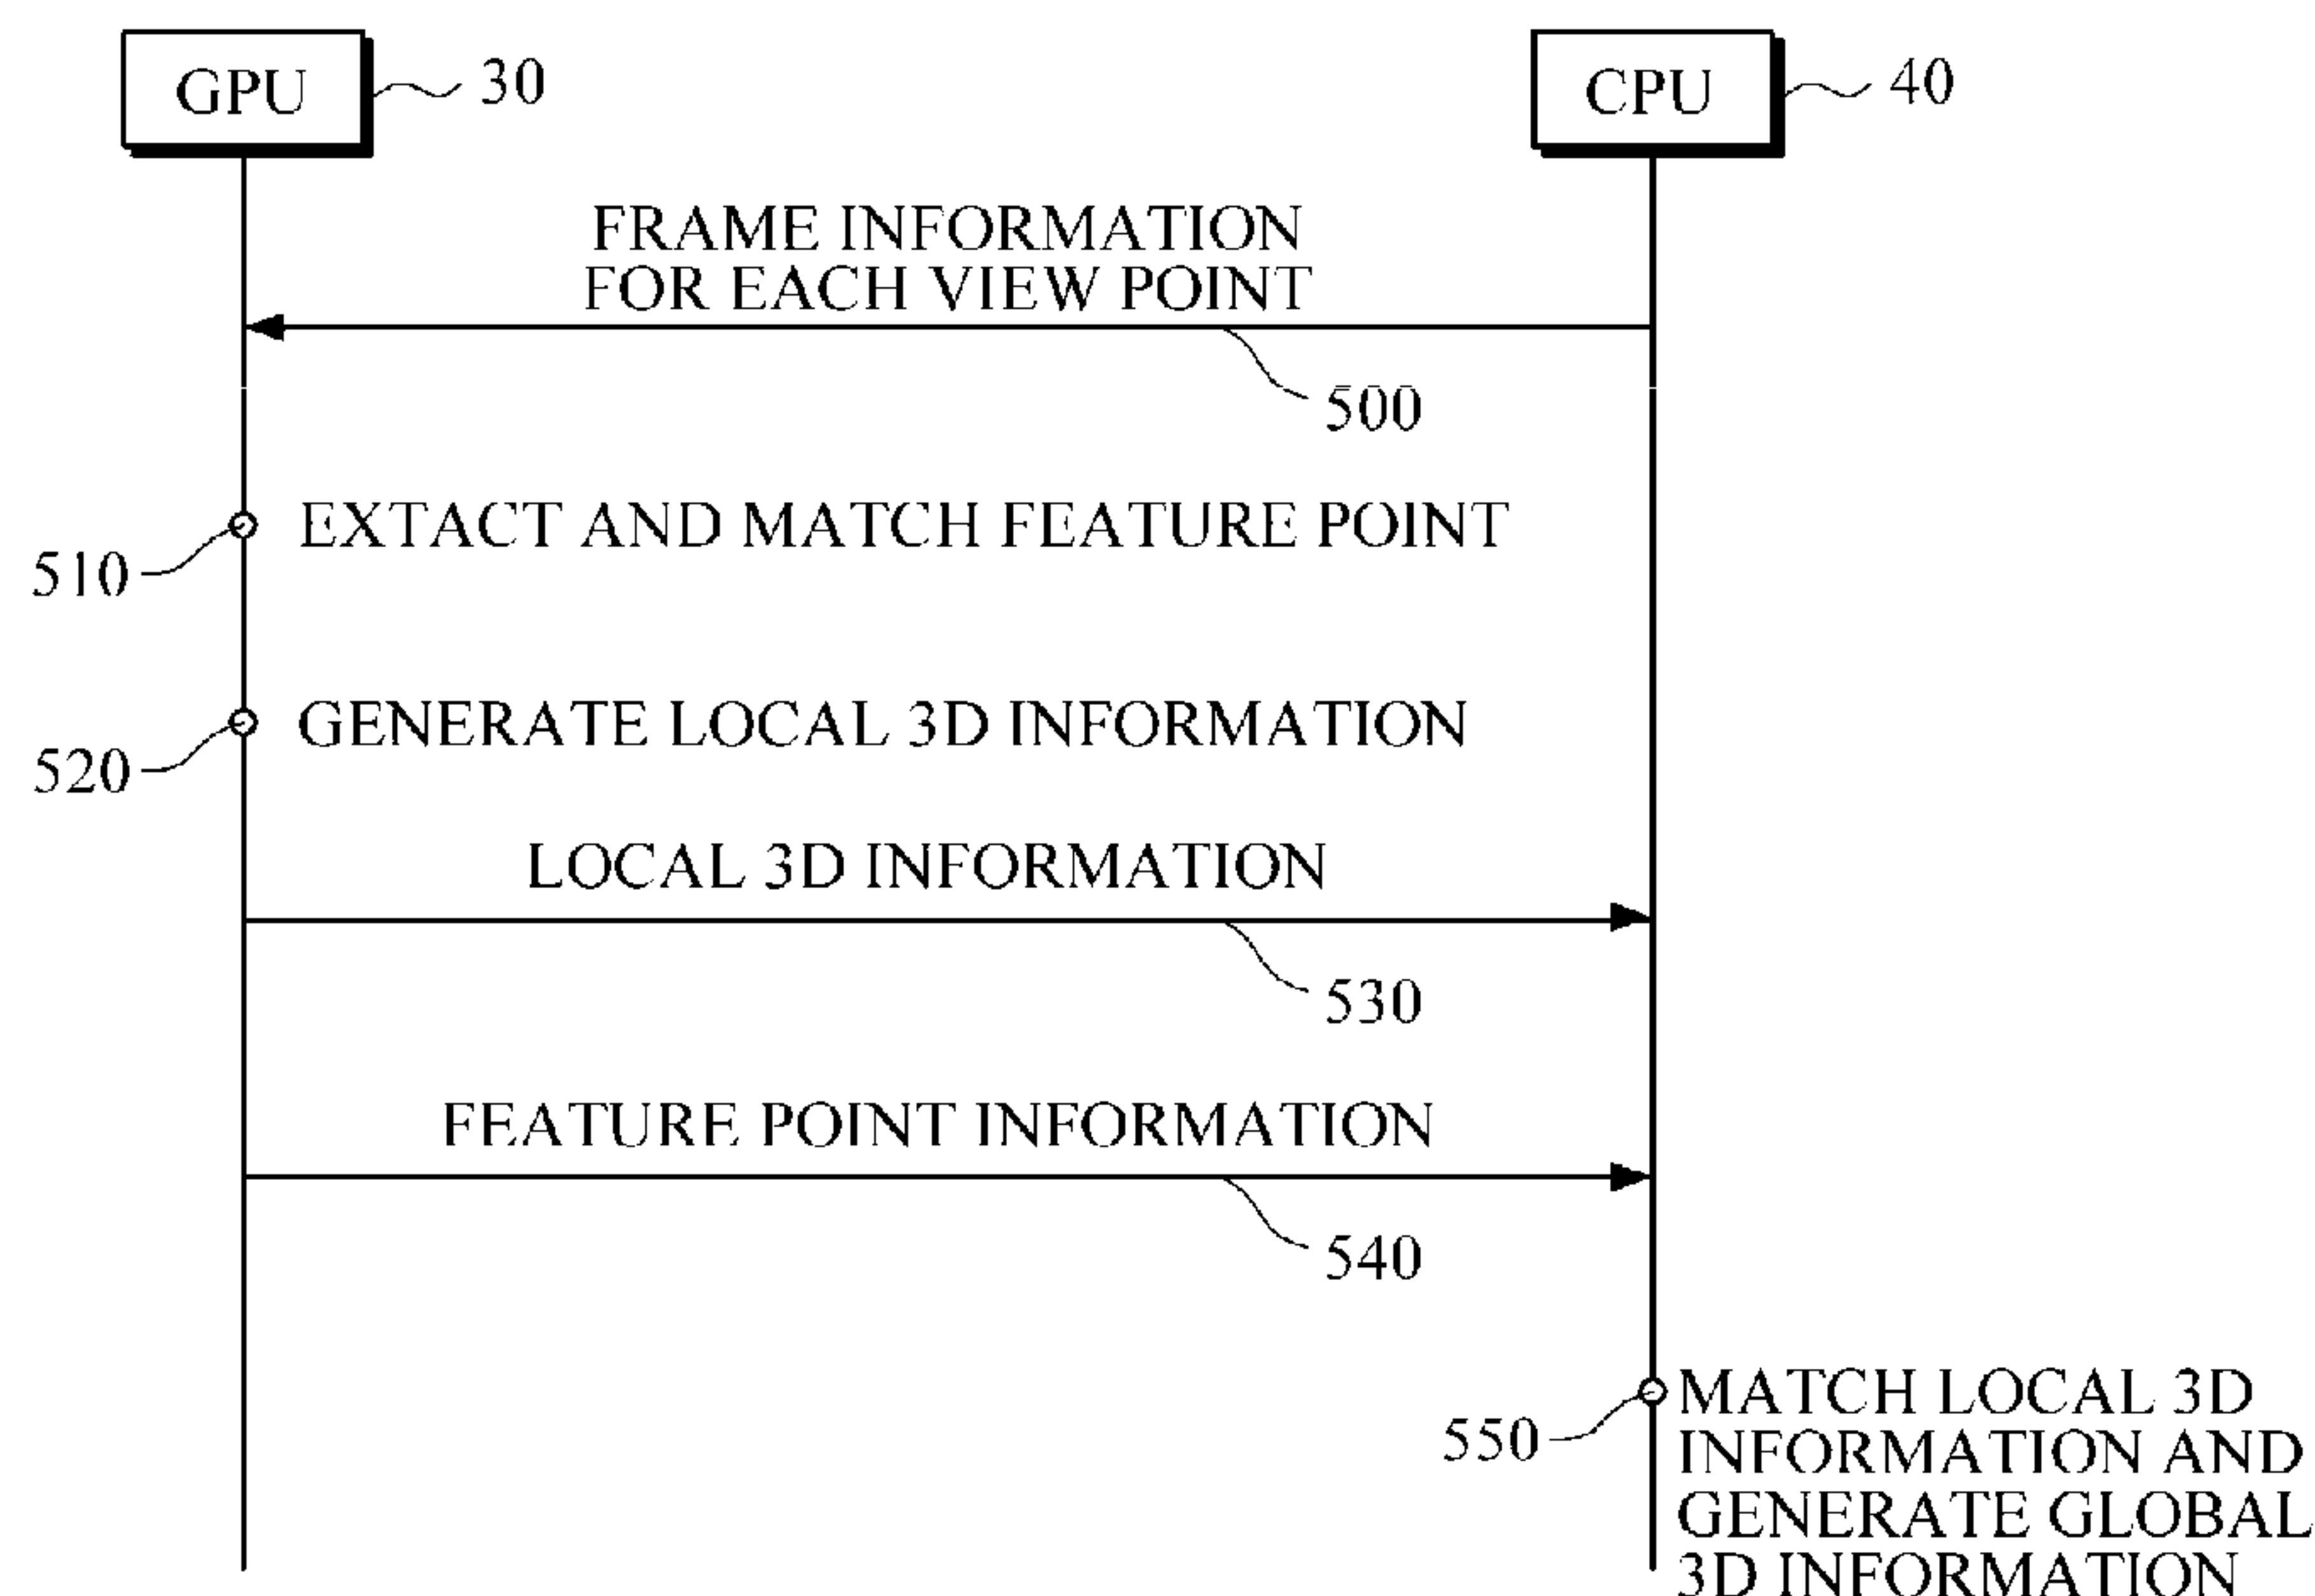 GPU
30
CPU
40
FRAME INFORMATION
FOR EACH VIEW POINT
500
EXTACT AND MATCH FEATURE POINT
510
GENERATE LOCAL 3D INFORMATION
520
LOCAL 3D INFORMATION
530
FEATURE POINT INFORMATION
540
550
MATCH LOCAL 3D
INFORMATION AND
GENERATE GLOBAL
3D INFORMATION